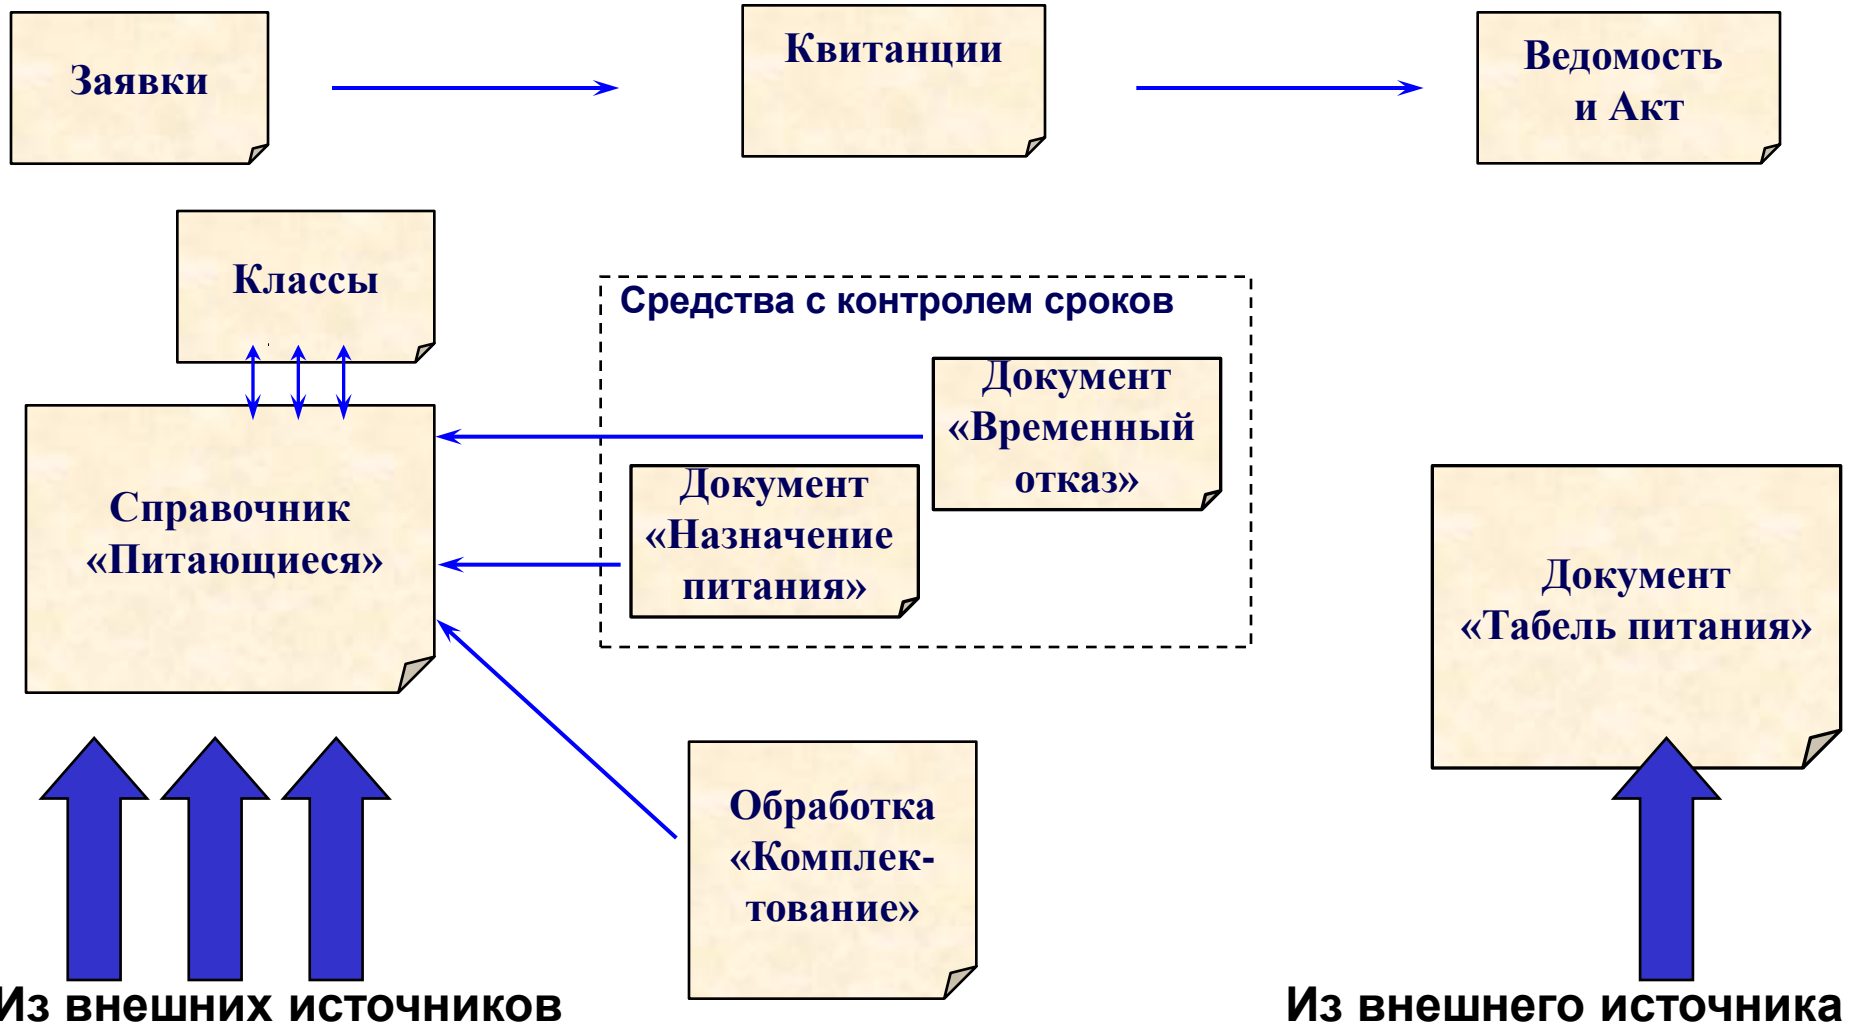 Заявки
Квитанции
Ведомость
и Акт
Классы
Средства с контролем сроков
Документ
«Временный
отказ»
Документ
«Назначение
питания»
Справочник
«Питающиеся»
Документ
«Табель питания»
Обработка
«Комплек-
тование»
Из внешних источников
Из внешнего источника